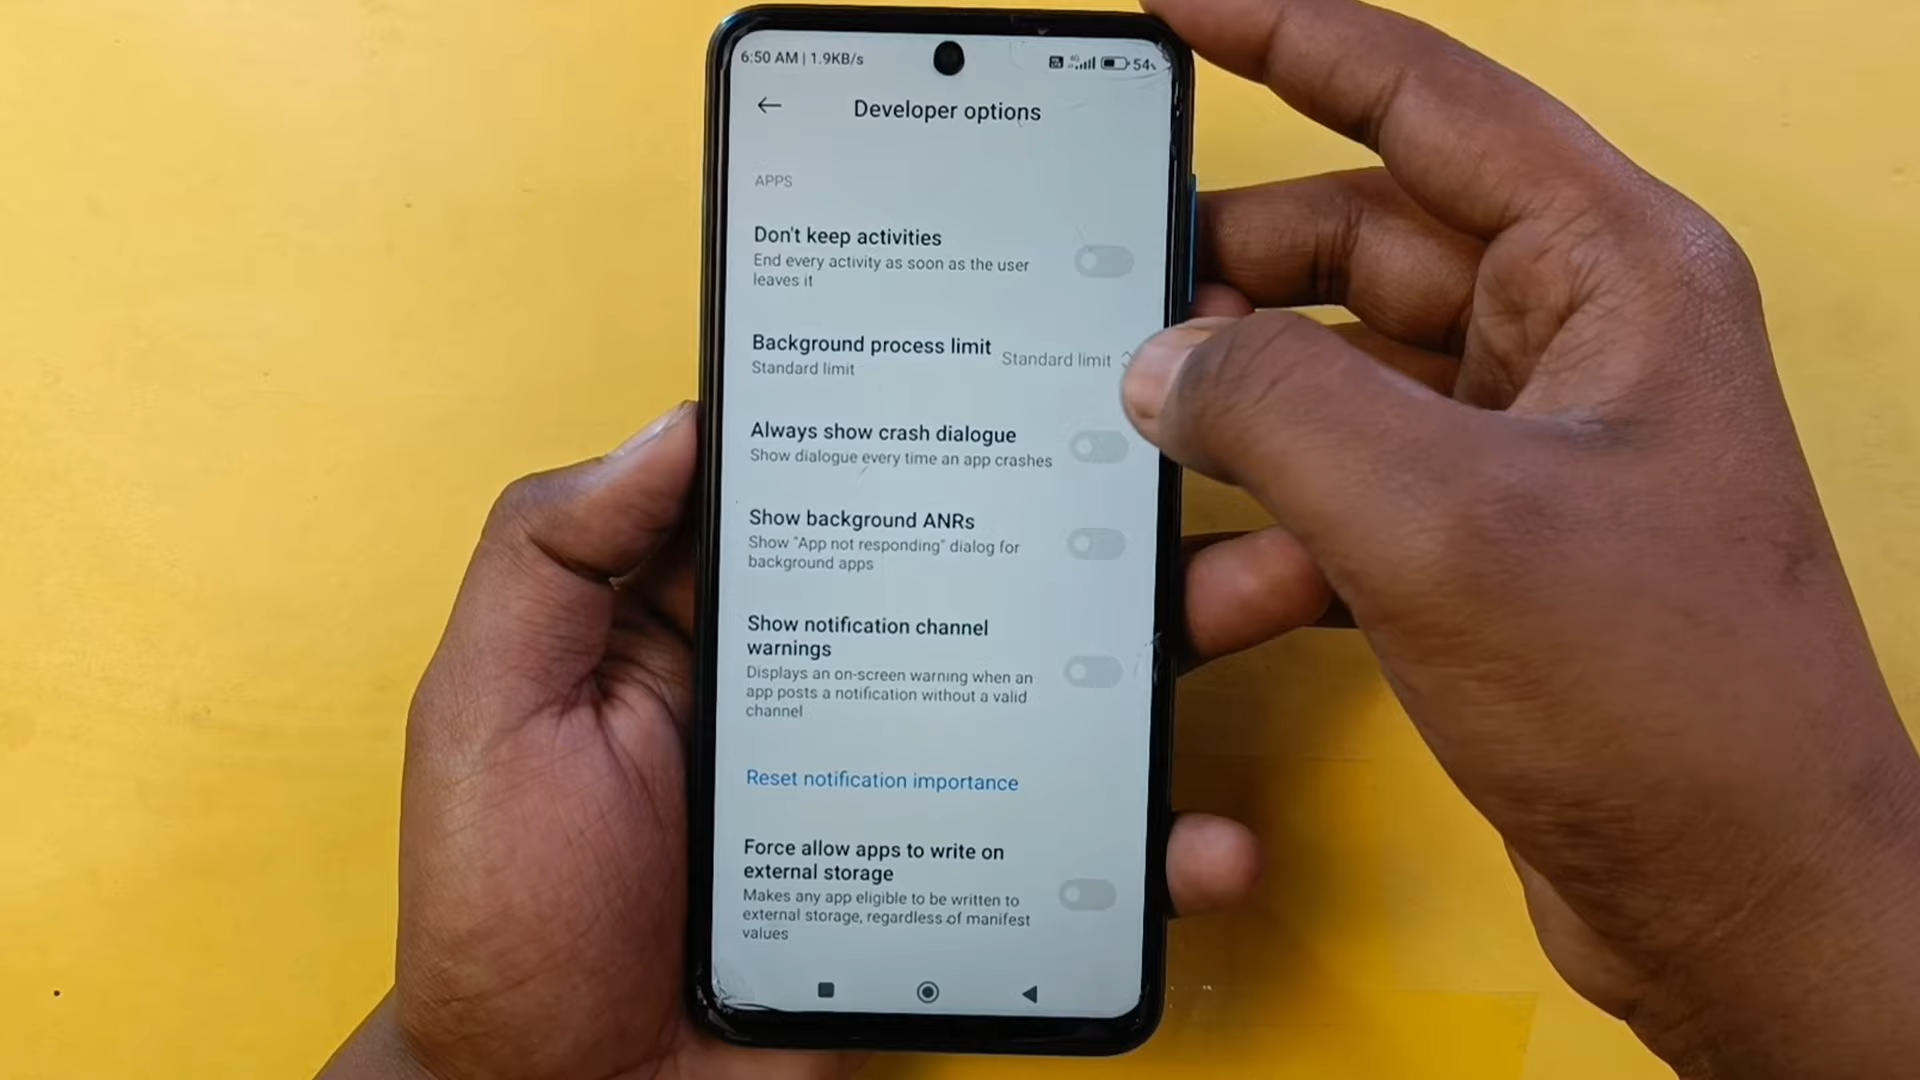 6:50 AM | 1.9KB/s
54
Developer options
APPS
Don't keep activities
End every activity as soon as the user
leaves it
Background process limit
Standard limit
Standard limit
Always show crash dialogue
Show dialogue every time an app crashes
Show background ANRs
Show "App not responding" dialog for
background apps
Show notification channel
warnings
Displays an on-screen warning when an
app posts a notification without a valid
channel
Reset notification importance
Force allow apps to write on
external storage
Makes any app eligible to be written to
external storage, regardless of manifest
values